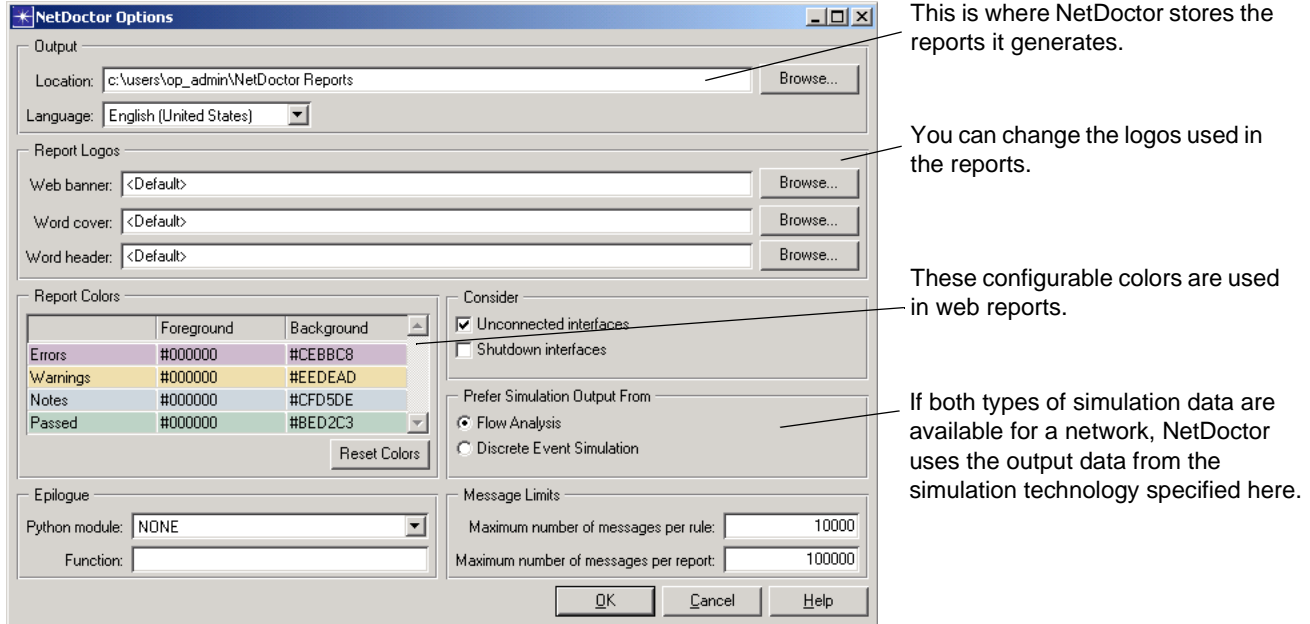 NetDoctor Options
Output
Location: c:\users\op_admin\NetDoctor Reports Browse...
Language: English (United States)
Report Logos
Web banner: <Default> Browse...
Word cover: <Default> Browse...
Word header: <Default> Browse...
Report Colors
Foreground Background
Errors #000000 #CEBBC8
Warnings #000000 #EEDEAD
Notes #000000 #CFD5DE
Passed #000000 #BED2C3
Reset Colors
Consider
Unconnected interfaces
Shutdown interfaces
Prefer Simulation Output From
Flow Analysis
Discrete Event Simulation
Epilogue
Python module: NONE
Function:
Message Limits
Maximum number of messages per rule: 10000
Maximum number of messages per report: 100000
OK Cancel Help
This is where NetDoctor stores the
reports it generates.
You can change the logos used in
the reports.
These configurable colors are used
in web reports.
If both types of simulation data are
available for a network, NetDoctor
uses the output data from the
simulation technology specified here.